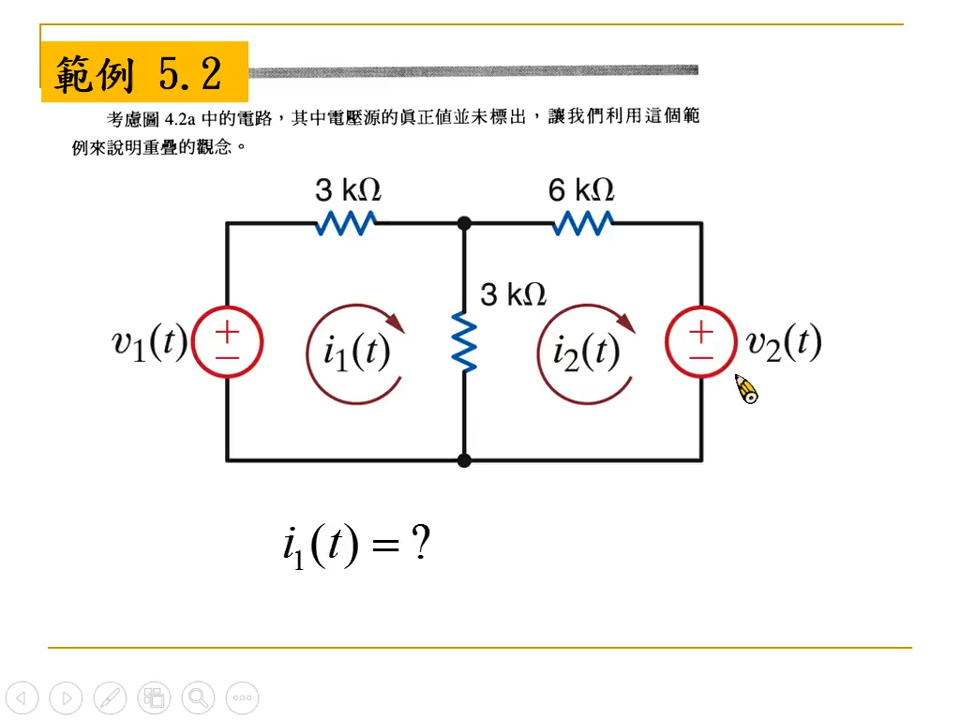 範例 5.2
考慮圖 4.2a 中的電路，其中電壓源的真正值並未標出，讓我們利用這個範
例來說明重疊的觀念。
3 kΩ
6 kΩ
3 kΩ
v1(t)
+
−
i1(t)
i2(t)
+
−
v2(t)
i1(t) = ?